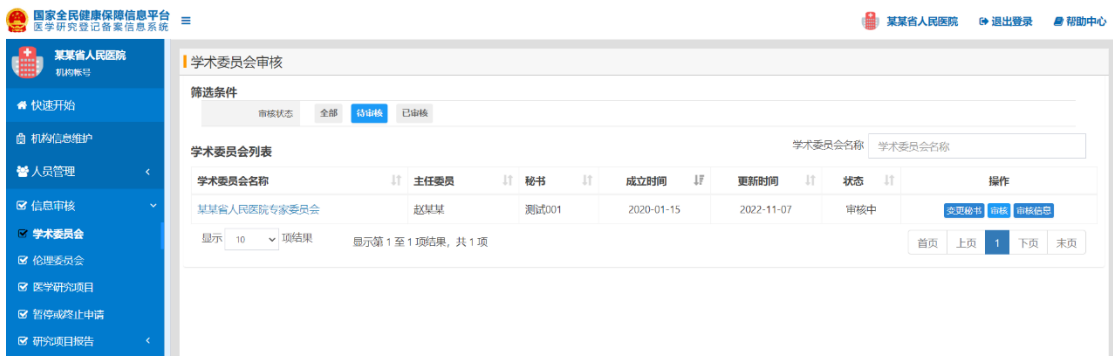 国家全民健康保障信息平台
医学研究登记备案信息系统
某某省人民医院 退出登录 帮助中心
某某省人民医院
机构帐号
快速开始
机构信息维护
人员管理
信息审核
学术委员会
伦理委员会
医学研究项目
暂停或终止申请
研究项目报告
学术委员会审核
筛选条件
审核状态 全部 待审核 已审核
学术委员会列表 学术委员会名称 学术委员会名称
学术委员会名称 主任委员 秘书 成立时间 更新时间 状态 操作
某某省人民医院专家委员会 赵某某 测试001 2020-01-15 2022-11-07 审核中 变更秘书 审核 审核信息
显示 10 项结果 显示第 1 至 1 项结果，共 1 项 首页 上页 1 下页 末页